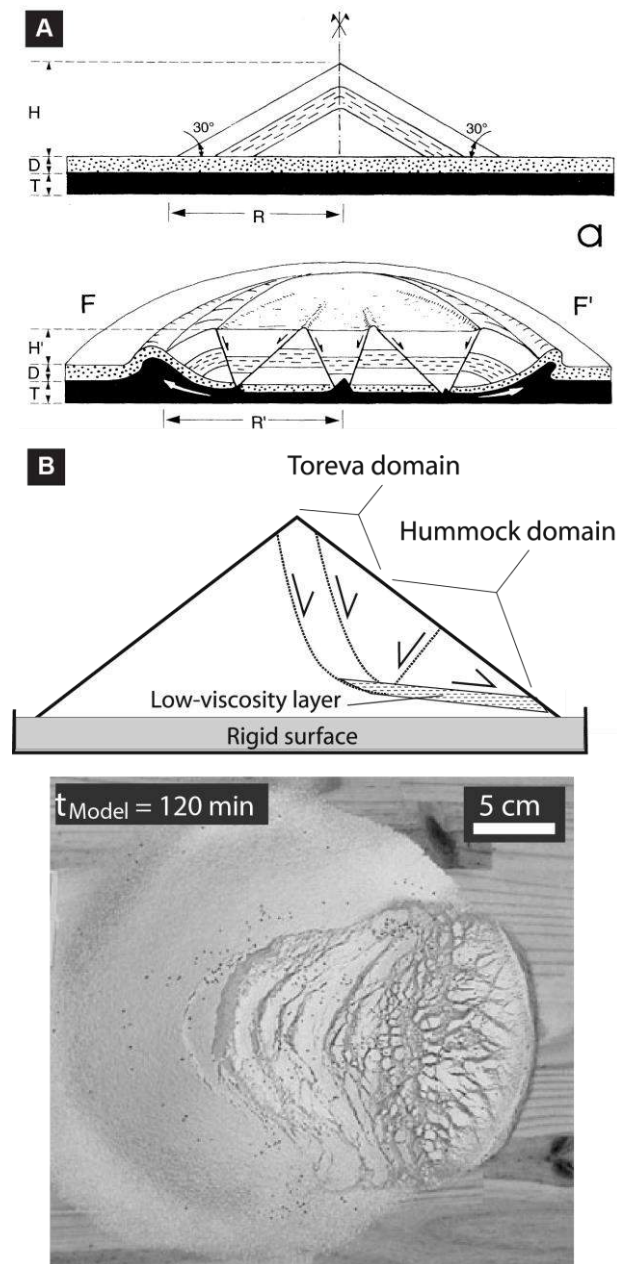 A
H
30°
30°
D
T
R
a
F
F'
H'
D
T
R'
B
Toreva domain
Hummock domain
Low-viscosity layer
Rigid surface
tModel = 120 min
5 cm